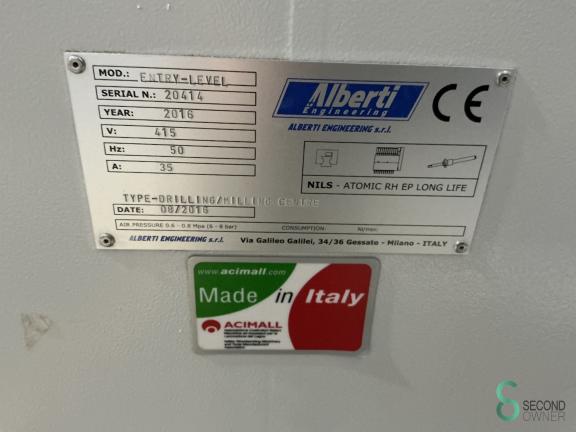 MOD.: ENTRY-LEVEL
SERIAL N.: 20414
YEAR: 2016
V: 415
Hz: 50
A: 35
TYPE-DRILLING/MILLING CENTRE
DATE: 08/2016
AIR PRESSURE 0.6 - 0.8 Mpa (6 - 8 bar) CONSUMPTION: Nl/min:
ALBERTI ENGINEERING s.r.l. Via Galileo Galilei, 34/36 Gessate - Milano - ITALY
Alberti
Engineering
CE
ALBERTI ENGINEERING s.r.l.
NILS - ATOMIC RH EP LONG LIFE
www.acimall.com
Made in Italy
ACIMALL
SECOND
OWNER